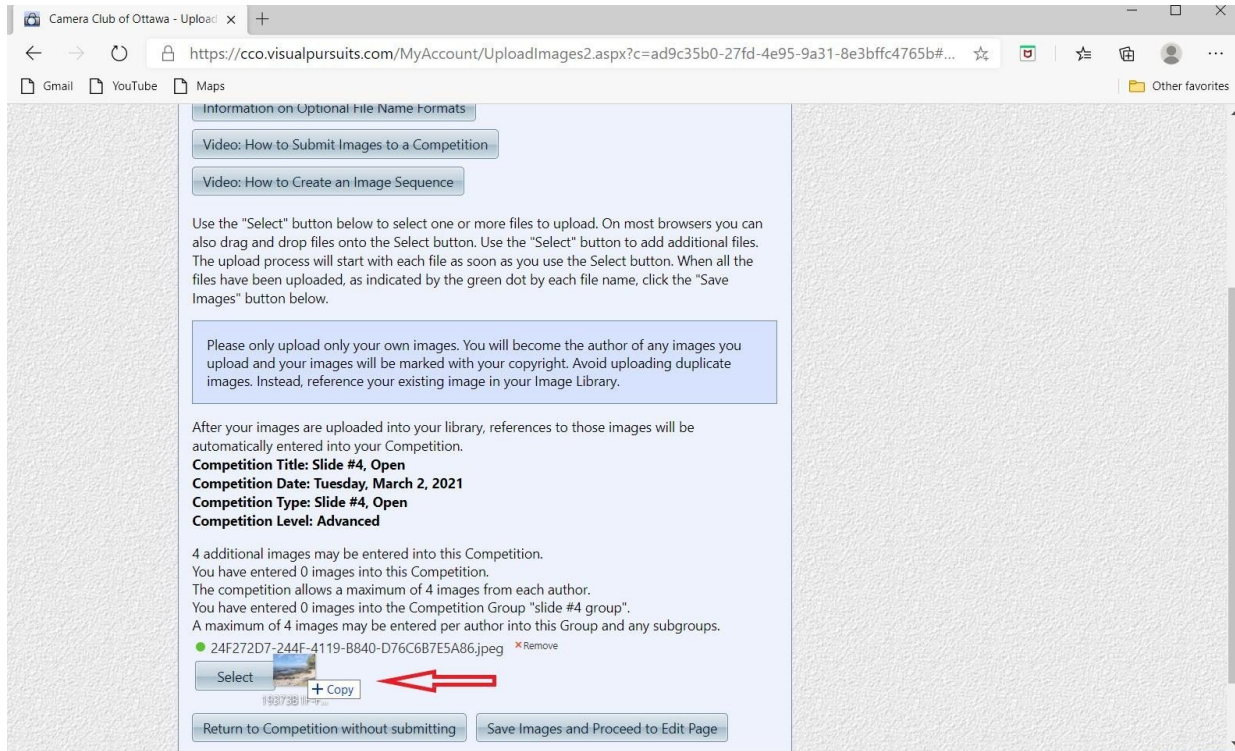 Camera Club of Ottawa - Upload
https://cco.visualpursuits.com/MyAccount/UploadImages2.aspx?c=ad9c35b0-27fd-4e95-9a31-8e3bffc4765b#...
Gmail YouTube Maps Other favorites
Information on Optional File Name Formats
Video: How to Submit Images to a Competition
Video: How to Create an Image Sequence
Use the "Select" button below to select one or more files to upload. On most browsers you can
also drag and drop files onto the Select button. Use the "Select" button to add additional files.
The upload process will start with each file as soon as you use the Select button. When all the
files have been uploaded, as indicated by the green dot by each file name, click the "Save
Images" button below.
Please only upload only your own images. You will become the author of any images you
upload and your images will be marked with your copyright. Avoid uploading duplicate
images. Instead, reference your existing image in your Image Library.
After your images are uploaded into your library, references to those images will be
automatically entered into your Competition.
Competition Title: Slide #4, Open
Competition Date: Tuesday, March 2, 2021
Competition Type: Slide #4, Open
Competition Level: Advanced
4 additional images may be entered into this Competition.
You have entered 0 images into this Competition.
The competition allows a maximum of 4 images from each author.
You have entered 0 images into the Competition Group "slide #4 group".
A maximum of 4 images may be entered per author into this Group and any subgroups.
24F272D7-244F-4119-B840-D76C6B7E5A86.jpeg Remove
Select
+ Copy
Return to Competition without submitting Save Images and Proceed to Edit Page